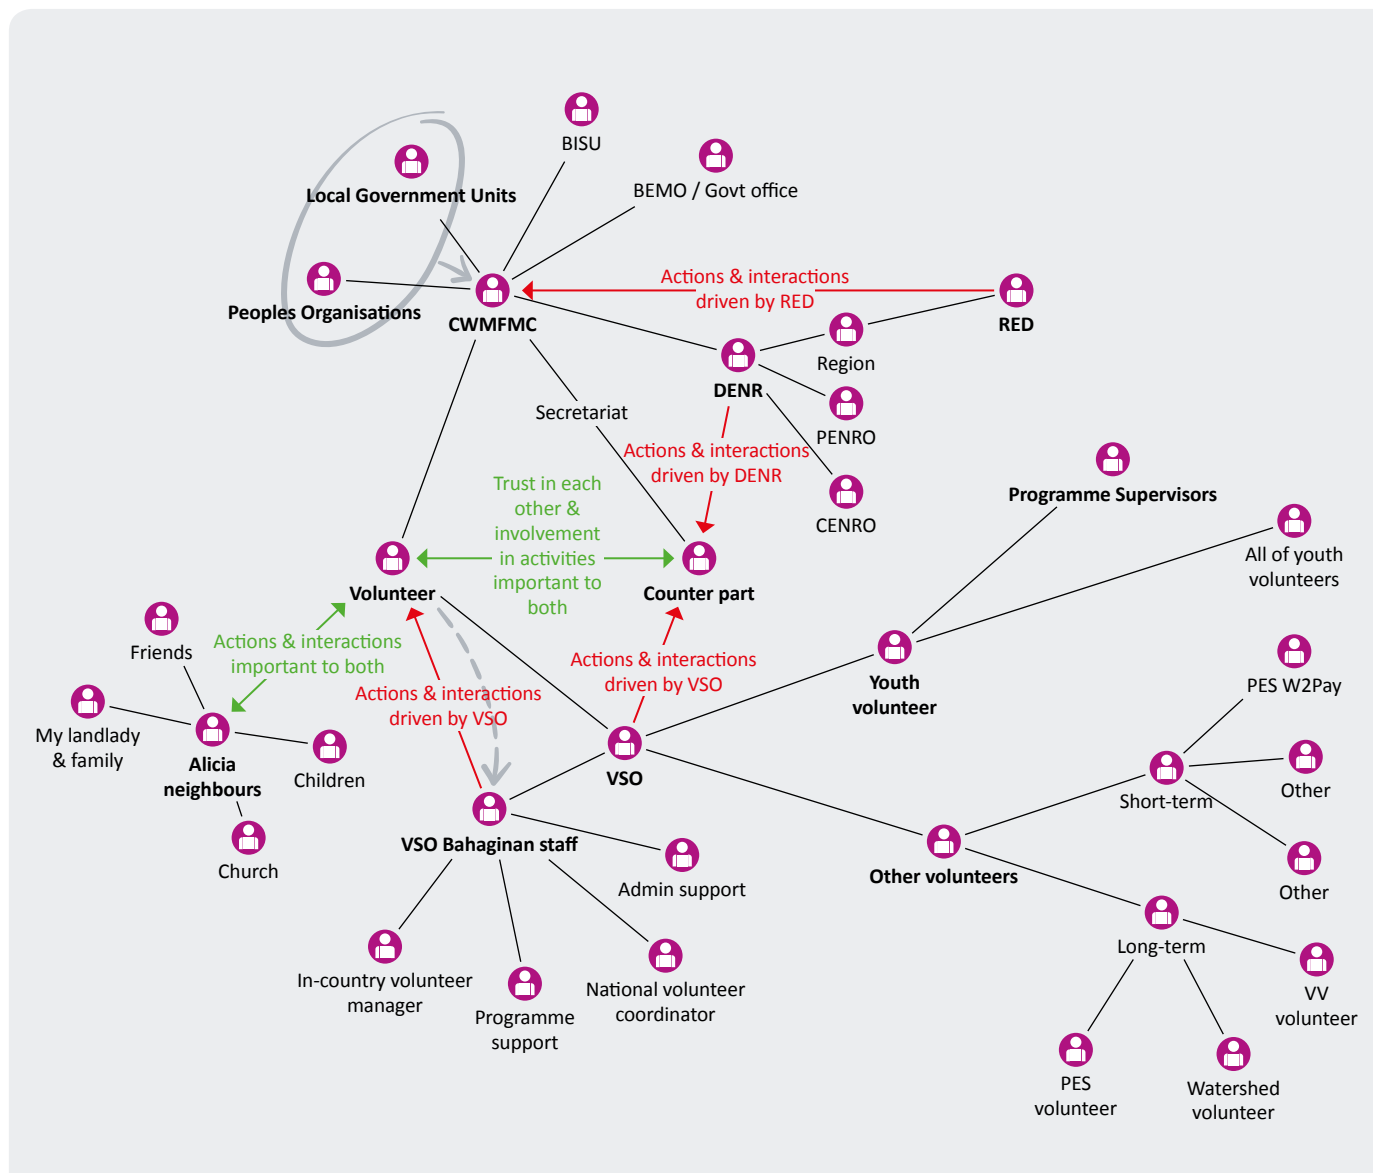 BISU
BEMO / Govt office
Local Government Units
Peoples Organisations
CWMFMC
Actions & interactions
driven by RED
RED
Region
DENR
PENRO
CENRO
Secretariat
Actions & interactions
driven by DENR
Programme Supervisors
All of youth
volunteers
Trust in each
other &
involvement
in activities
important to
both
Volunteer
Counter part
Friends
Actions & interactions
important to both
My landlady
& family
Alicia
neighbours
Children
Church
Actions & interactions
driven by VSO
Actions & interactions
driven by VSO
VSO
Youth
volunteer
PES W2Pay
Short-term
Other
Other
Other volunteers
VSO Bahaginan staff
Admin support
In-country volunteer
manager
Programme
support
National volunteer
coordinator
Long-term
VV
volunteer
PES
volunteer
Watershed
volunteer